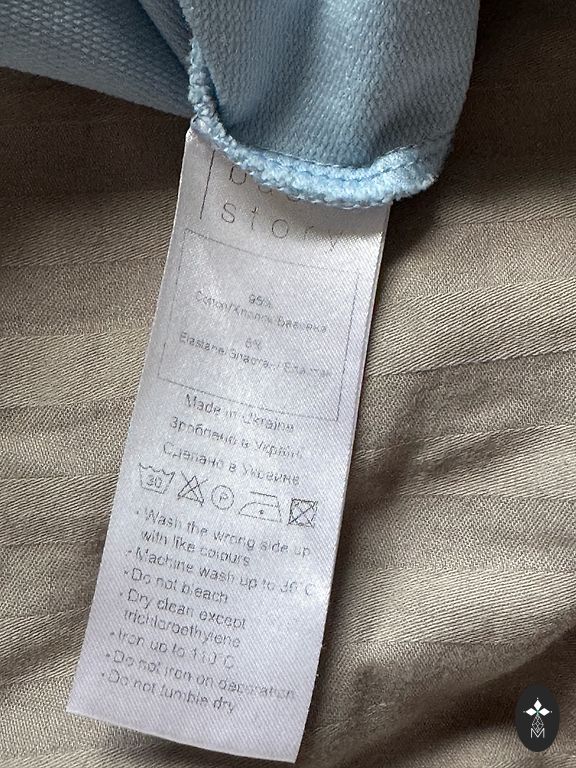 story
95%
Cotton/Хлопок/Бавовна
5%
Elastane/Эластан/Еластан
Made in Ukraine
Зроблено в Україні
Сделано в Украине
30
P
• Wash the wrong side up
with like colours
• Machine wash up to 30°C
• Do not bleach
• Dry clean except
trichloroethylene
• Iron up to 110°C
• Do not iron on decoration
• Do not tumble dry
M